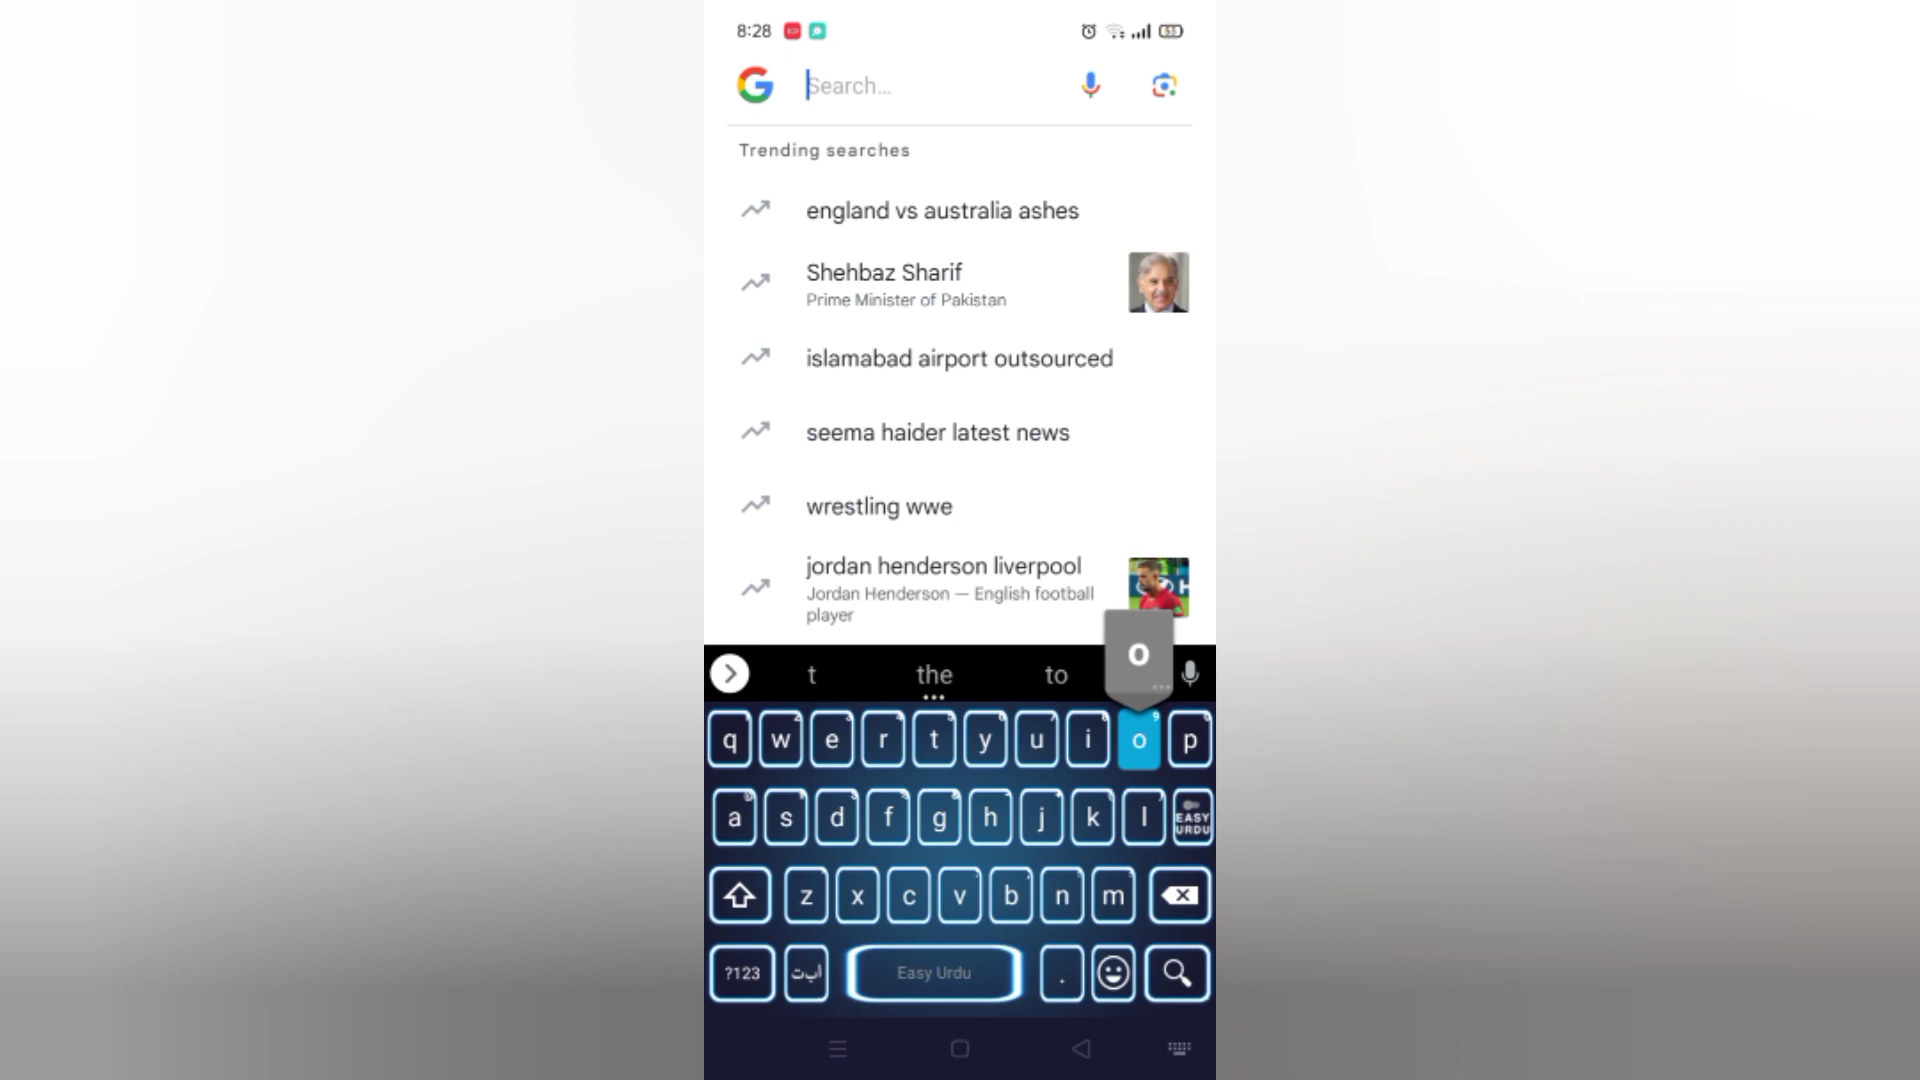 8:28
Search...
Trending searches
england vs australia ashes
Shehbaz Sharif
Prime Minister of Pakistan
islamabad airport outsourced
seema haider latest news
wrestling wwe
jordan henderson liverpool
Jordan Henderson — English football
player
t the to o
q w e r t y u i o p
a s d f g h j k l EASY URDU
z x c v b n m
?123 اب‌ت Easy Urdu .